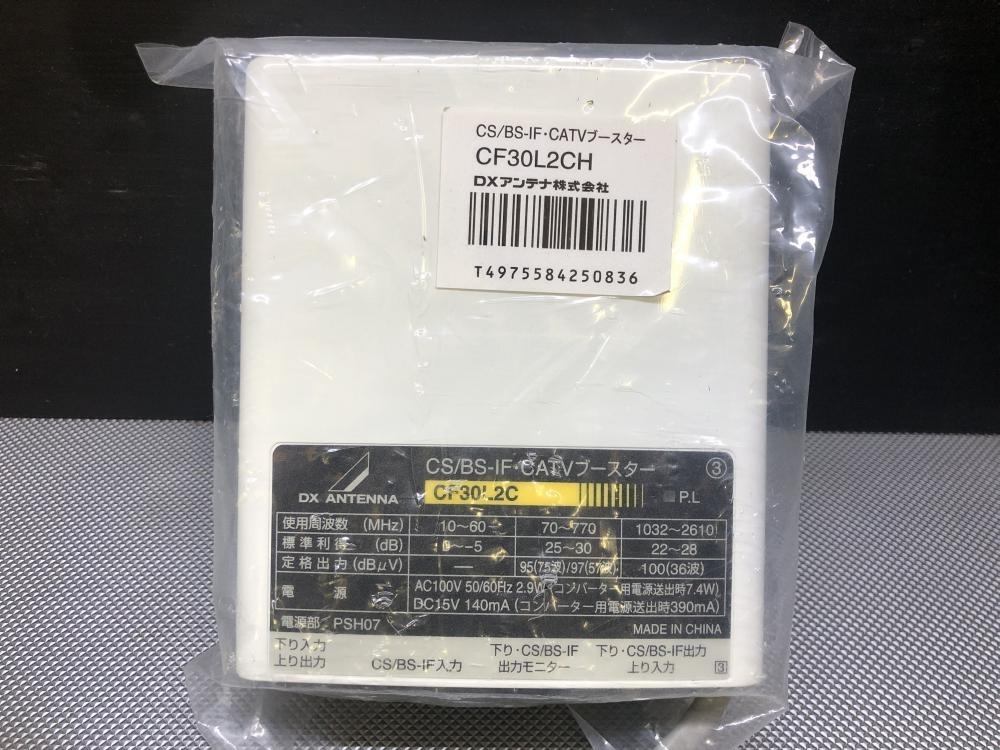 CS/BS-IF・CATVブースター
CF30L2CH
DXアンテナ株式会社
T4975584250836
DX ANTENNA
CS/BS-IF・CATVブースター ③
CF30L2C
P.L
使用周波数 (MHz) 10～60 70～770 1032～2610
標準利得 (dB) ～-5 25～30 22～28
定格出力 (dBμV) — 95(75波)/97(57波) 100(36波)
電源 AC100V 50/60Hz 2.9W (コンバーター用電源送出時7.4W)
DC15V 140mA (コンバーター用電源送出時390mA)
電源部 PSH07 MADE IN CHINA
下り入力
上り出力
CS/BS-IF入力
下り・CS/BS-IF
出力モニター
下り・CS/BS-IF出力
上り入力
3